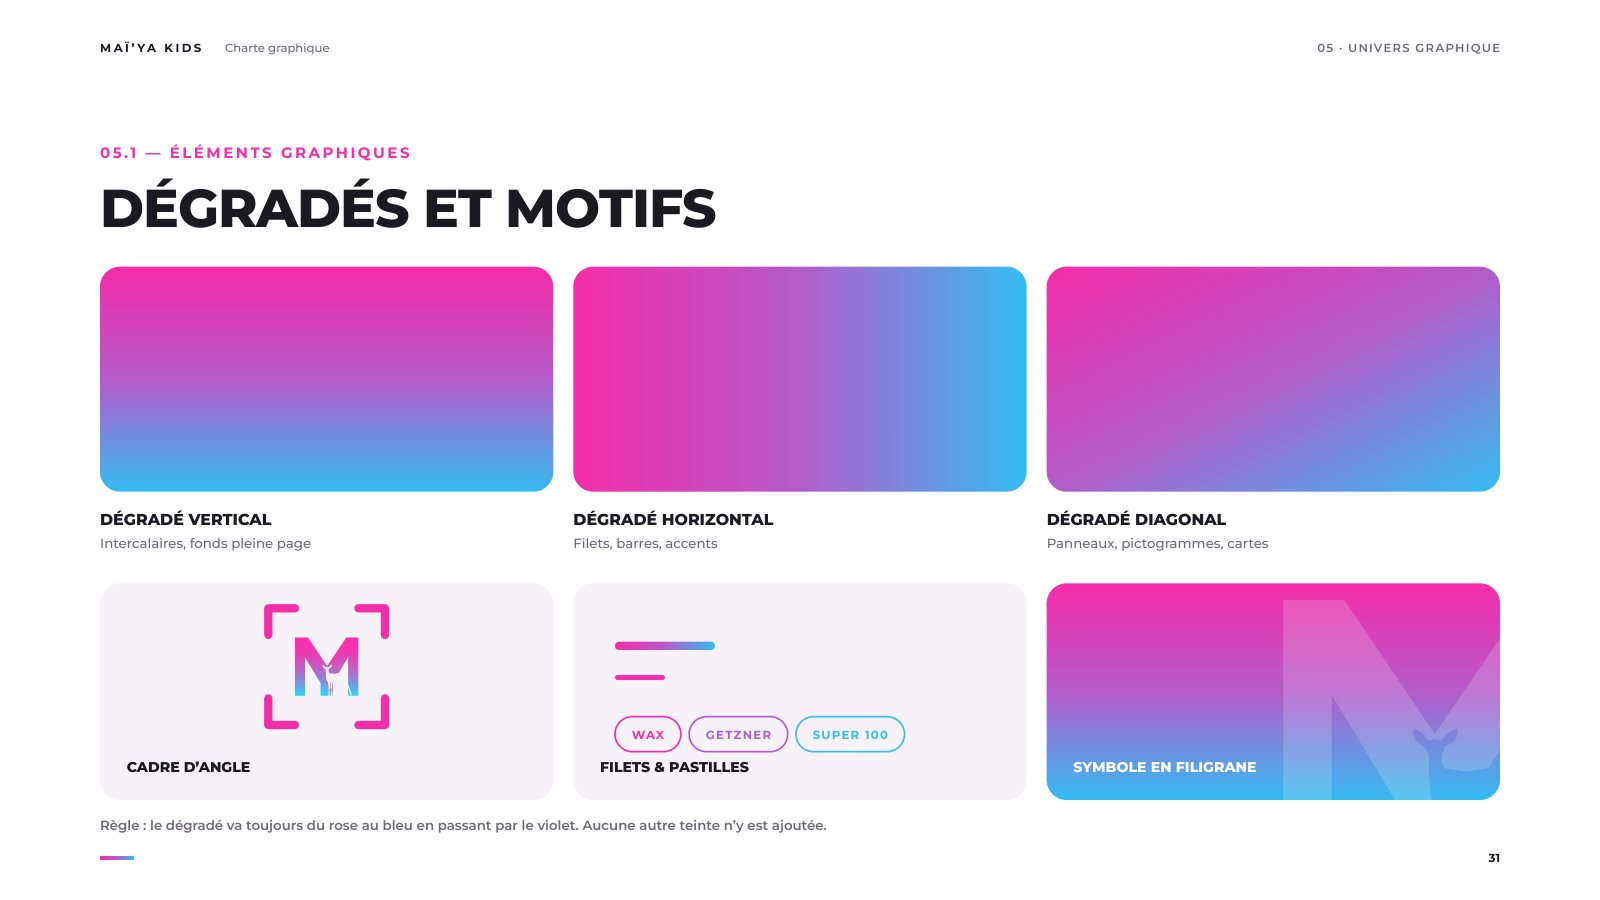 MAÏ’YA KIDS Charte graphique
05 · UNIVERS GRAPHIQUE
05.1 — ÉLÉMENTS GRAPHIQUES
DÉGRADÉS ET MOTIFS
DÉGRADÉ VERTICAL
Intercalaires, fonds pleine page
DÉGRADÉ HORIZONTAL
Filets, barres, accents
DÉGRADÉ DIAGONAL
Panneaux, pictogrammes, cartes
M
CADRE D’ANGLE
WAX GETZNER SUPER 100
FILETS & PASTILLES
SYMBOLE EN FILIGRANE
Règle : le dégradé va toujours du rose au bleu en passant par le violet. Aucune autre teinte n’y est ajoutée.
31